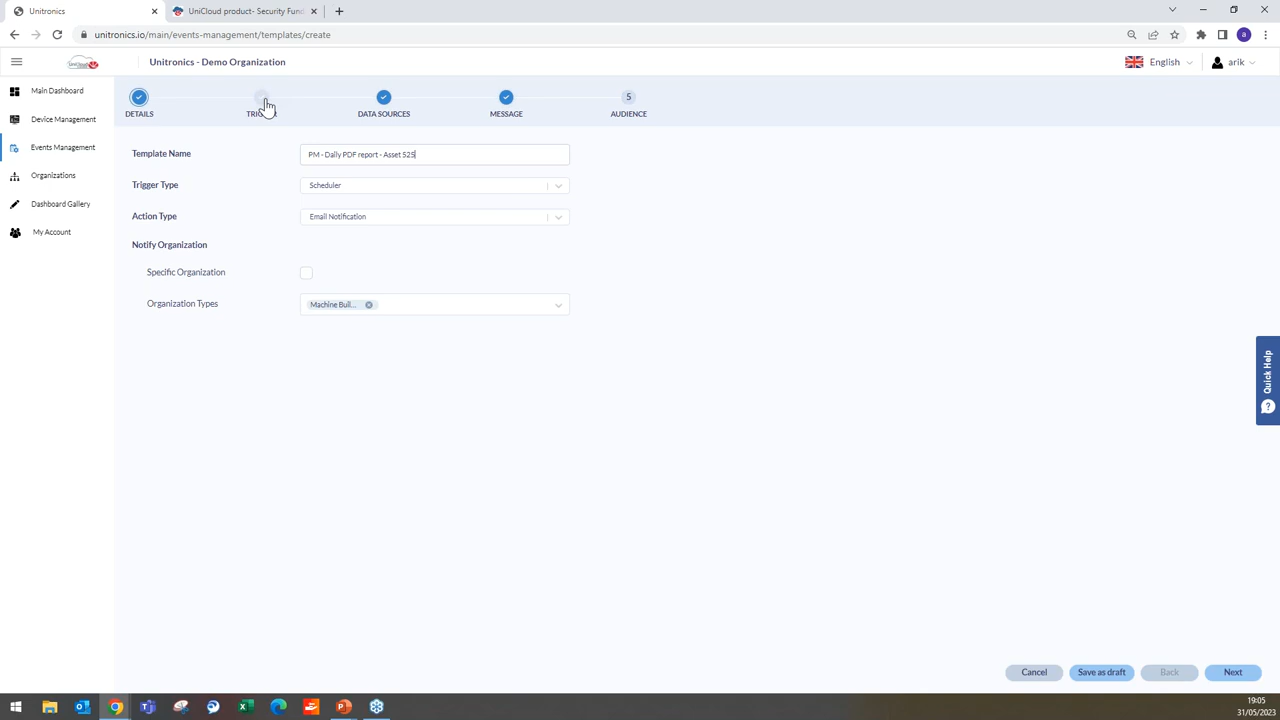 Unitronics
UniCloud product- Security Fund
unitronics.io/main/events-management/templates/create
a
UniCloud
Unitronics - Demo Organization
English
arik
Main Dashboard
Device Management
Events Management
Organizations
Dashboard Gallery
My Account
5
DETAILS
DATA SOURCES
MESSAGE
AUDIENCE
Template Name
PM - Daily PDF report - Asset 525
Trigger Type
Scheduler
Action Type
Email Notification
Notify Organization
Specific Organization
Organization Types
Machine Buil...
Quick Help
?
Cancel
Save as draft
Back
Next
19:05
31/05/2023